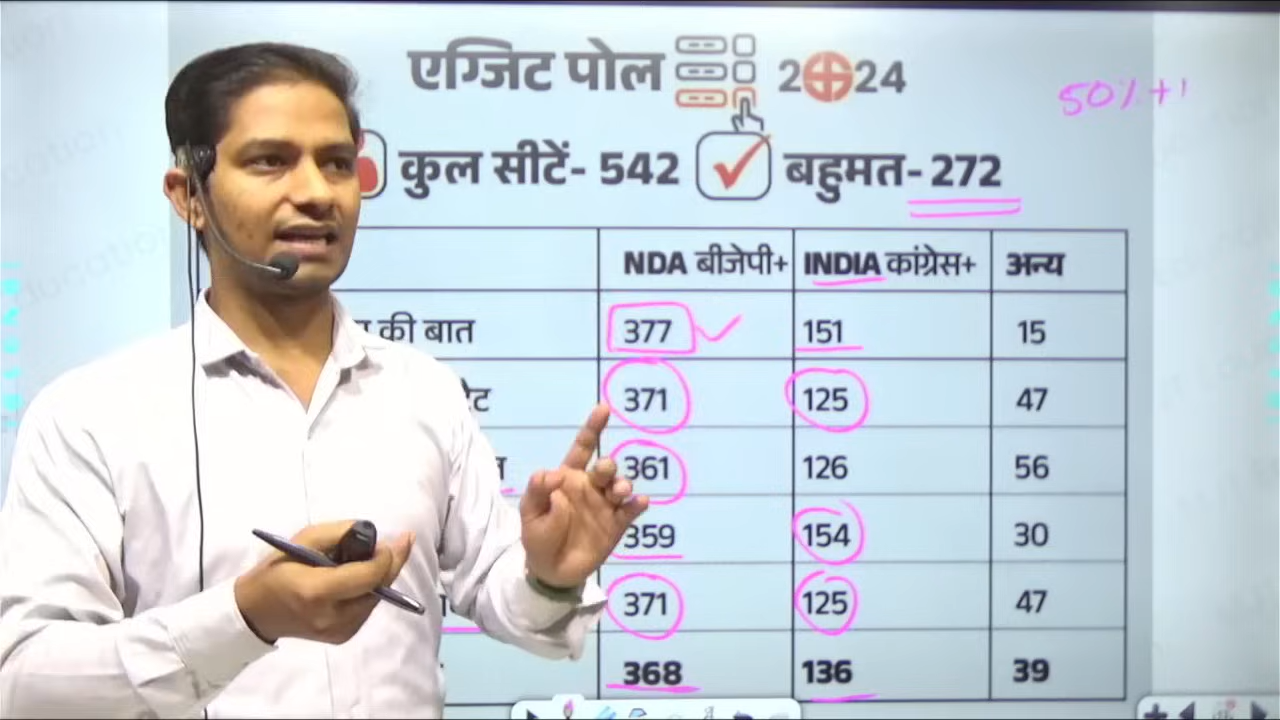 एग्जिट पोल 2024
50% +1
कुल सीटें- 542 बहुमत- 272
NDA बीजेपी+ INDIA कांग्रेस+ अन्य
की बात 377 151 15
371 125 47
361 126 56
359 154 30
371 125 47
368 136 39